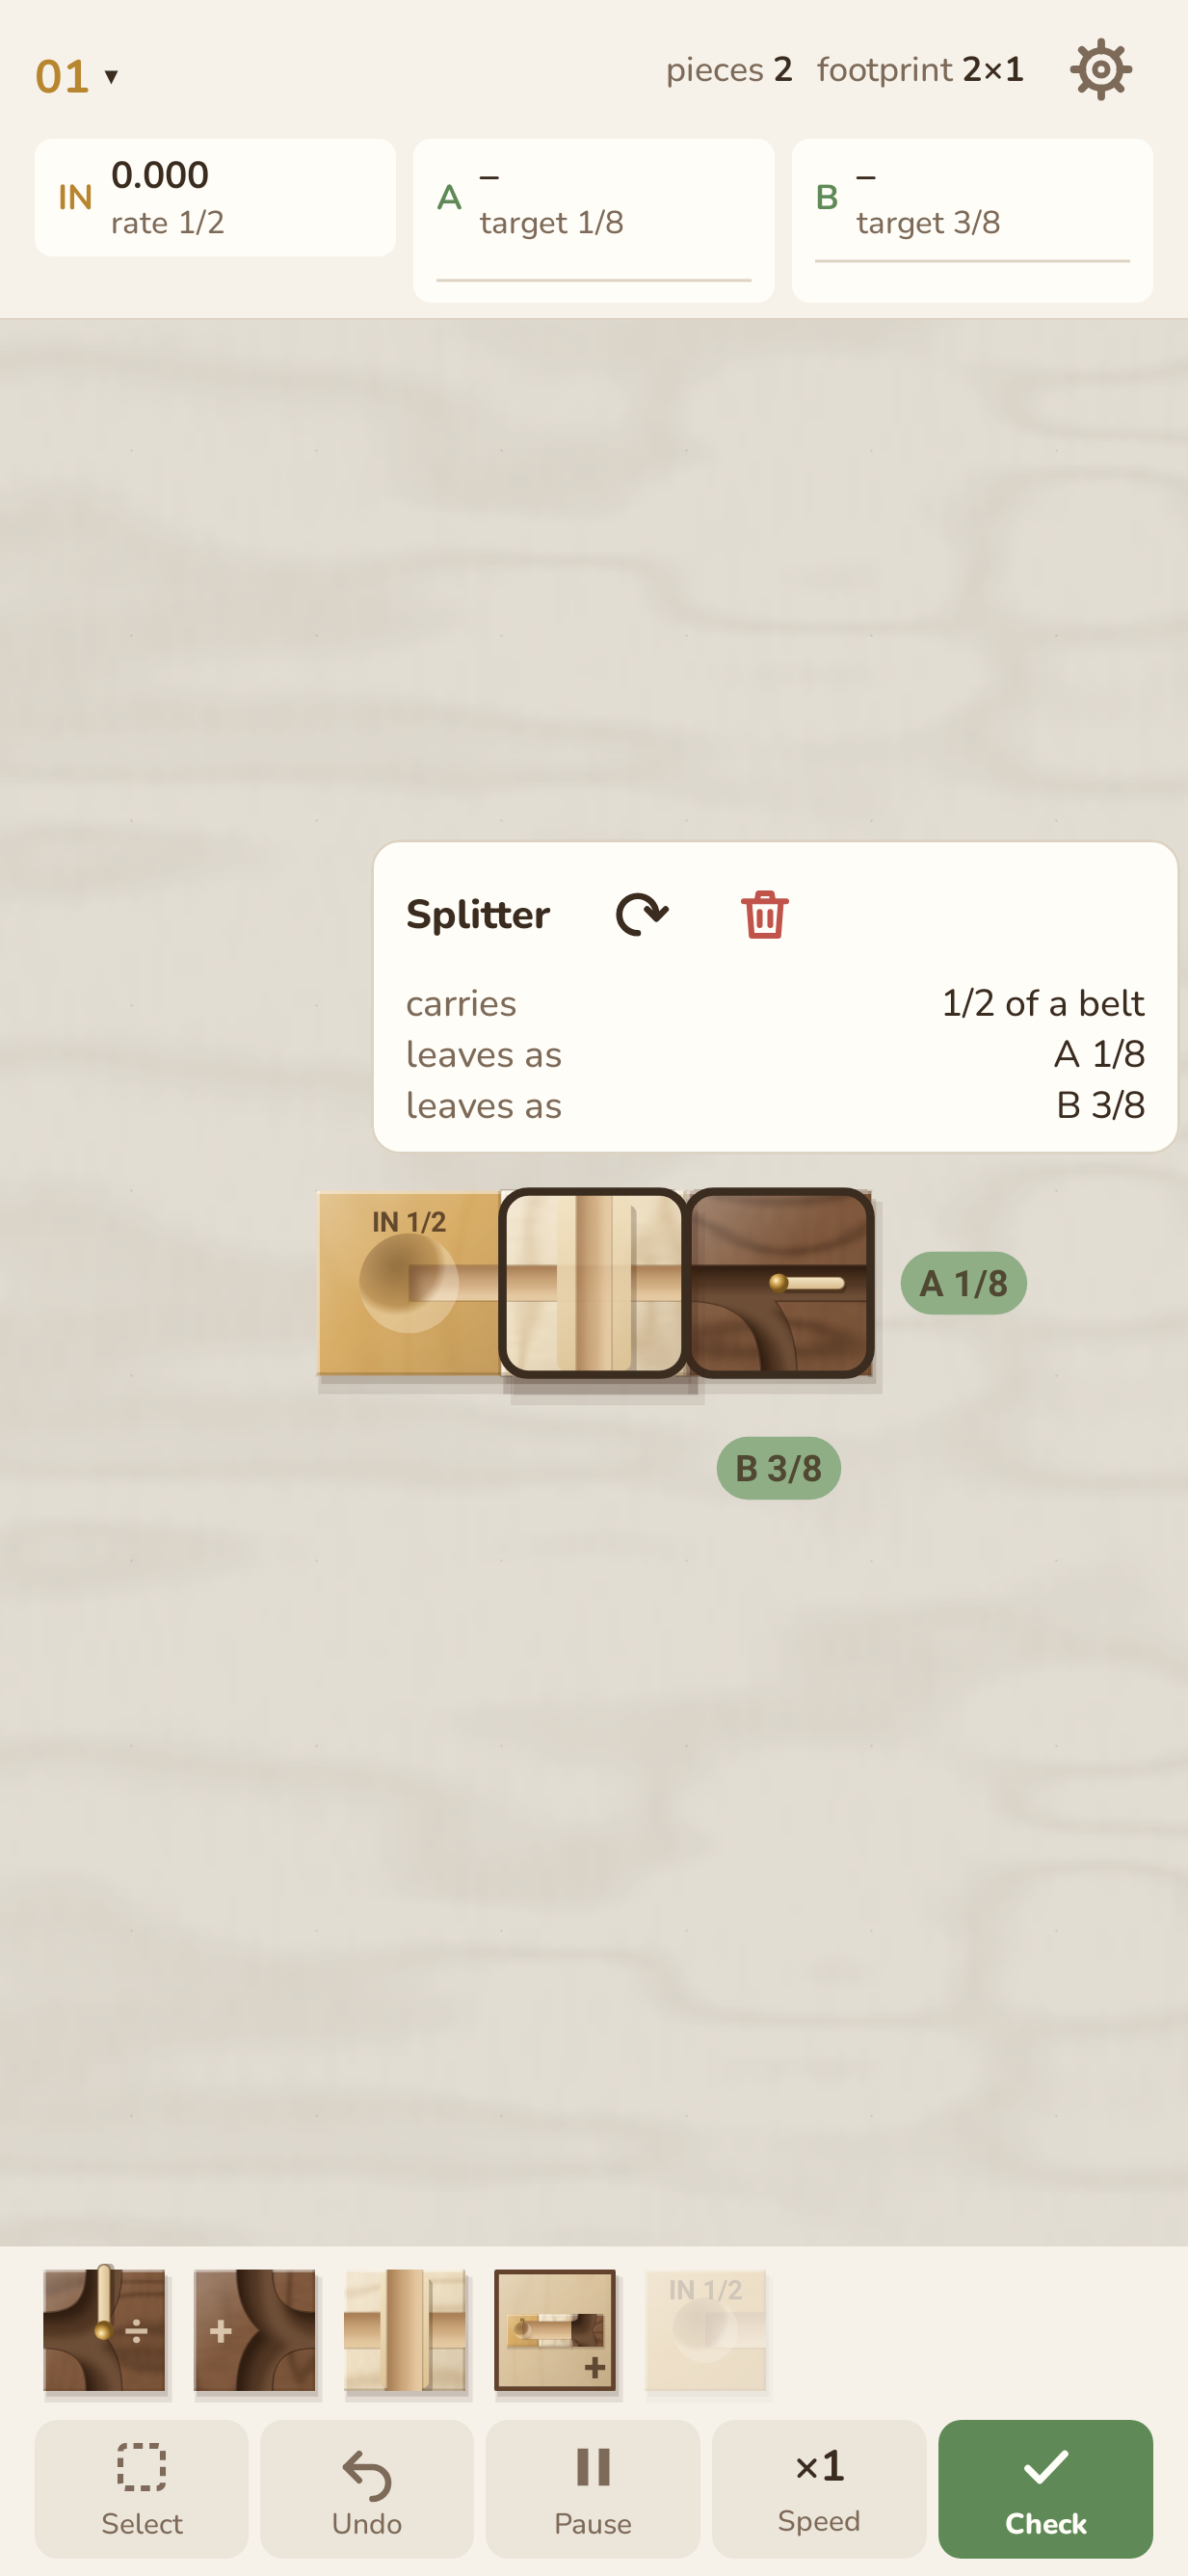 01 ▾
pieces 2 footprint 2×1
IN 0.000
rate 1/2
A –
target 1/8
B –
target 3/8
Splitter
carries 1/2 of a belt
leaves as A 1/8
leaves as B 3/8
IN 1/2
A 1/8
B 3/8
÷
+
+
IN 1/2
Select
Undo
Pause
×1
Speed
Check